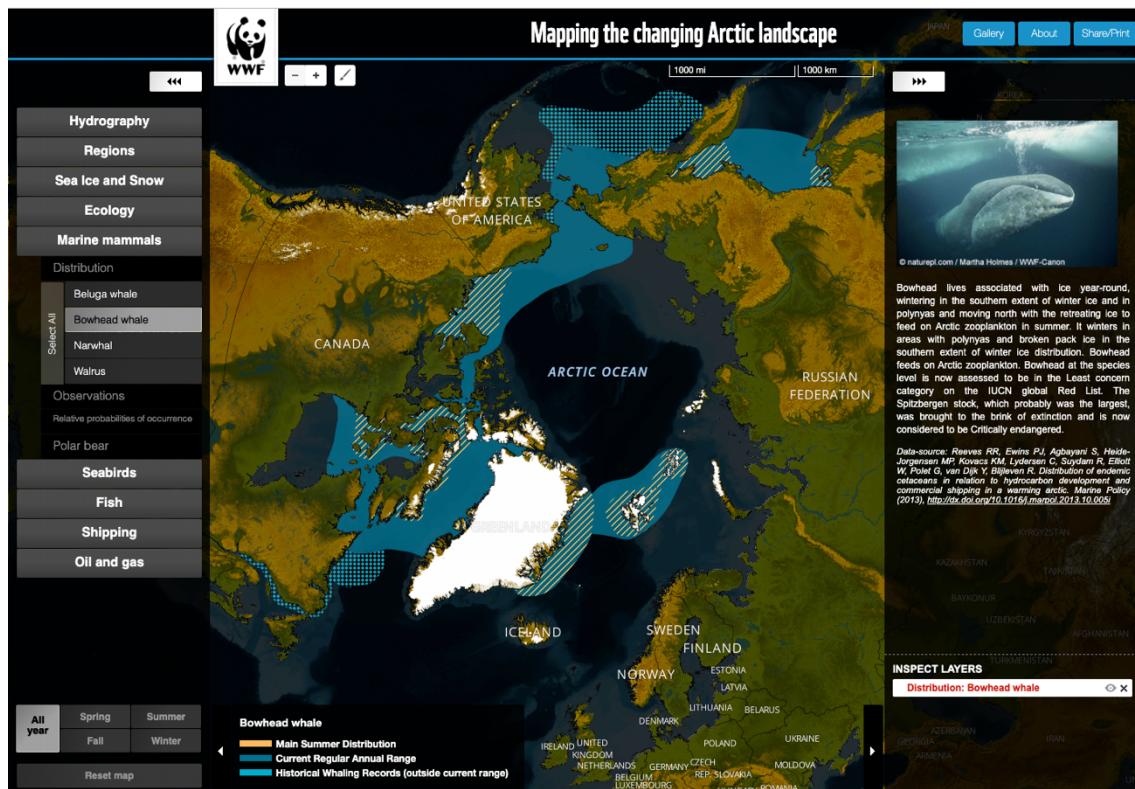 WWF
Mapping the changing Arctic landscape
Gallery
About
Share/Print
1000 mi
1000 km
Hydrography
Regions
Sea Ice and Snow
Ecology
Marine mammals
Distribution
Select All
Beluga whale
Bowhead whale
Narwhal
Walrus
Observations
Relative probabilities of occurrence
Polar bear
Seabirds
Fish
Shipping
Oil and gas
All
year
Spring
Summer
Fall
Winter
Reset map
JAPAN
KOREA
UNITED STATES
OF AMERICA
CANADA
ARCTIC OCEAN
RUSSIAN
FEDERATION
GREENLAND
ICELAND
SWEDEN
FINLAND
NORWAY
ESTONIA
LATVIA
LITHUANIA
BELARUS
DENMARK
IRELAND
UNITED
KINGDOM
NETHERLANDS
POLAND
UKRAINE
GERMANY
CZECH
REP.
SLOVAKIA
MOLDOVA
BELGIUM
LUXEMBOURG
ROMANIA
Bowhead whale
Main Summer Distribution
Current Regular Annual Range
Historical Whaling Records (outside current range)
© naturepl.com / Martha Holmes / WWF-Canon
Bowhead lives associated with ice year-round,
wintering in the southern extent of winter ice and in
polynyas and moving north with the retreating ice to
feed on Arctic zooplankton in summer. It winters in
areas with polynyas and broken pack ice in the
southern extent of winter ice distribution. Bowhead
feeds on Arctic zooplankton. Bowhead at the species
level is now assessed to be in the Least concern
category on the IUCN global Red List. The
Spitzbergen stock, which probably was the largest,
was brought to the brink of extinction and is now
considered to be Critically endangered.
Data-source: Reeves RR, Ewins PJ, Agbayani S, Heide-
Jorgensen MP, Kovacs KM, Lydersen C, Suydam R, Elliott
W, Polet G, van Dijk Y, Blijleven R. Distribution of endemic
cetaceans in relation to hydrocarbon development and
commercial shipping in a warming arctic. Marine Policy
(2013), http://dx.doi.org/10.1016/j.marpol.2013.10.005i
KYRGYZSTAN
KAZAKHSTAN
TAJIKISTAN
BAYKONUR
UZBEKISTAN
AFGHANISTAN
TURKMENISTAN
INSPECT LAYERS
Distribution: Bowhead whale
AZERBAIJAN
GEORGIA
ARMENIA
IRAN